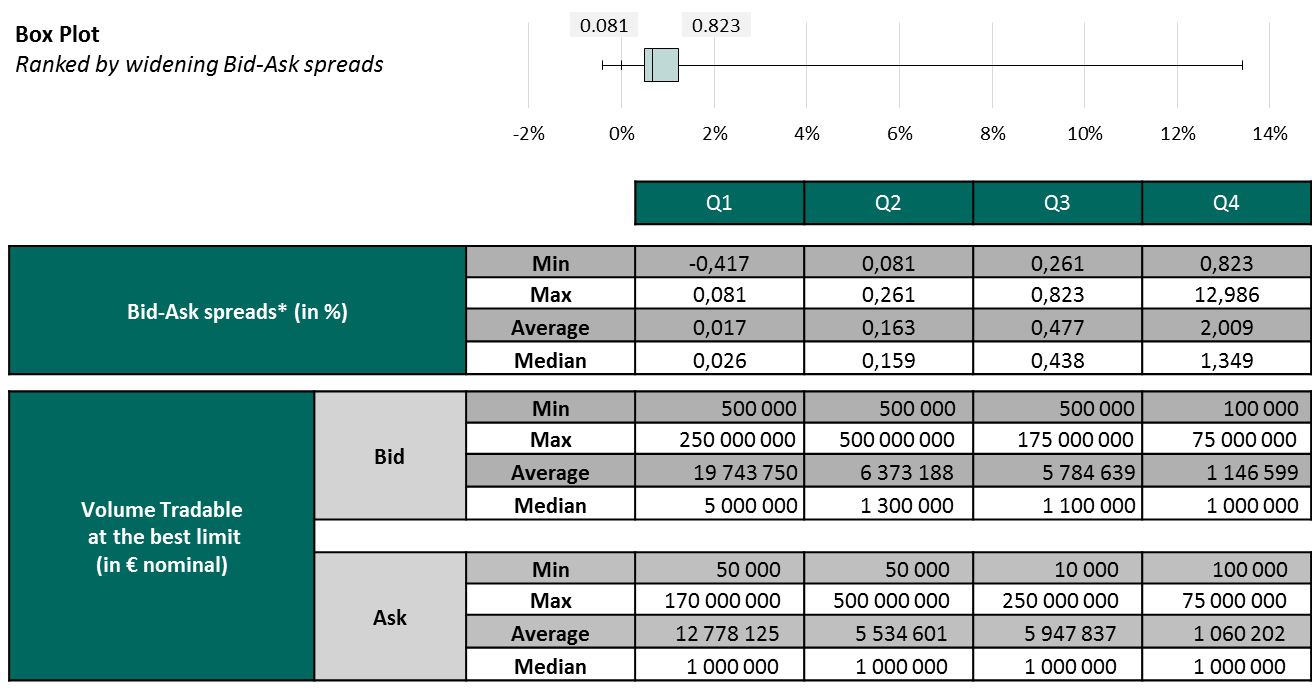 Box Plot
Ranked by widening Bid-Ask spreads
0.081 0.823
-2% 0% 2% 4% 6% 8% 10% 12% 14%
Q1 Q2 Q3 Q4
Bid-Ask spreads* (in %)
Min -0,417 0,081 0,261 0,823
Max 0,081 0,261 0,823 12,986
Average 0,017 0,163 0,477 2,009
Median 0,026 0,159 0,438 1,349
Volume Tradable
at the best limit
(in € nominal)
Bid
Min 500 000 500 000 500 000 100 000
Max 250 000 000 500 000 000 175 000 000 75 000 000
Average 19 743 750 6 373 188 5 784 639 1 146 599
Median 5 000 000 1 300 000 1 100 000 1 000 000
Ask
Min 50 000 50 000 10 000 100 000
Max 170 000 000 500 000 000 250 000 000 75 000 000
Average 12 778 125 5 534 601 5 947 837 1 060 202
Median 1 000 000 1 000 000 1 000 000 1 000 000